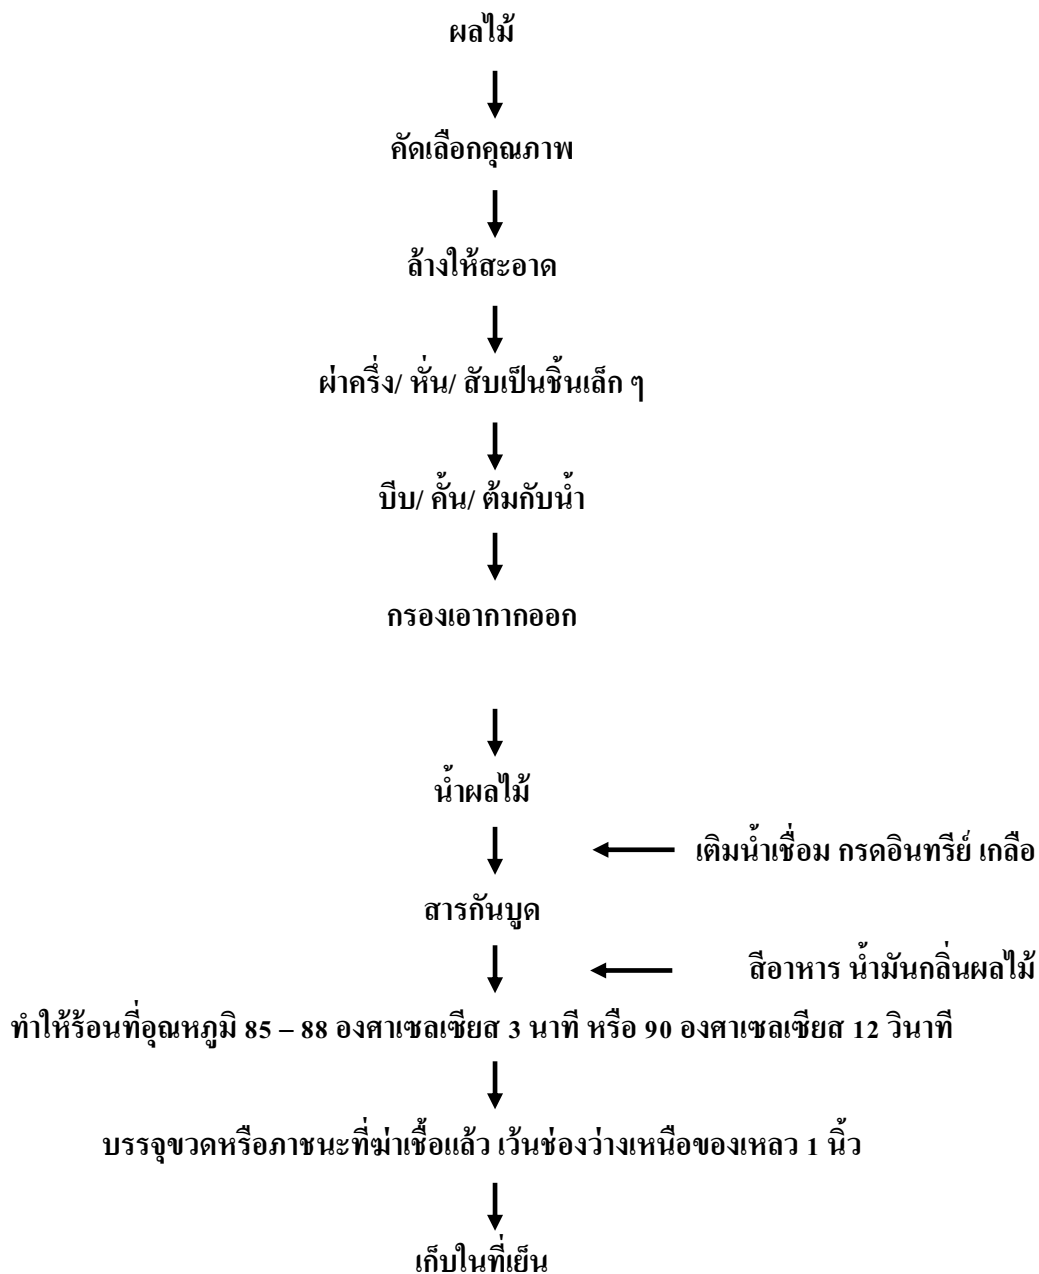 ผลไม้
คัดเลือกคุณภาพ
ล้างให้สะอาด
ผ่าครึ่ง/ หั่น/ สับเป็นชิ้นเล็ก ๆ
บีบ/ คั้น/ ต้มกับน้ำ
กรองเอากากออก
น้ำผลไม้
เติมน้ำเชื่อม กรดอินทรีย์ เกลือ
สารกันบูด
สีอาหาร น้ำมันกลิ่นผลไม้
ทำให้ร้อนที่อุณหภูมิ 85 – 88 องศาเซลเซียส 3 นาที หรือ 90 องศาเซลเซียส 12 วินาที
บรรจุขวดหรือภาชนะที่ฆ่าเชื้อแล้ว เว้นช่องว่างเหนือของเหลว 1 นิ้ว
เก็บในที่เย็น